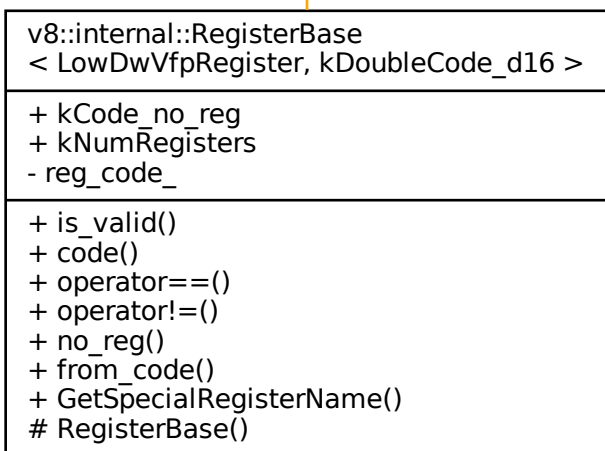 v8::internal::RegisterBase
< LowDwVfpRegister, kDoubleCode_d16 >
+ kCode_no_reg
+ kNumRegisters
- reg_code_
+ is_valid()
+ code()
+ operator==()
+ operator!=()
+ no_reg()
+ from_code()
+ GetSpecialRegisterName()
# RegisterBase()